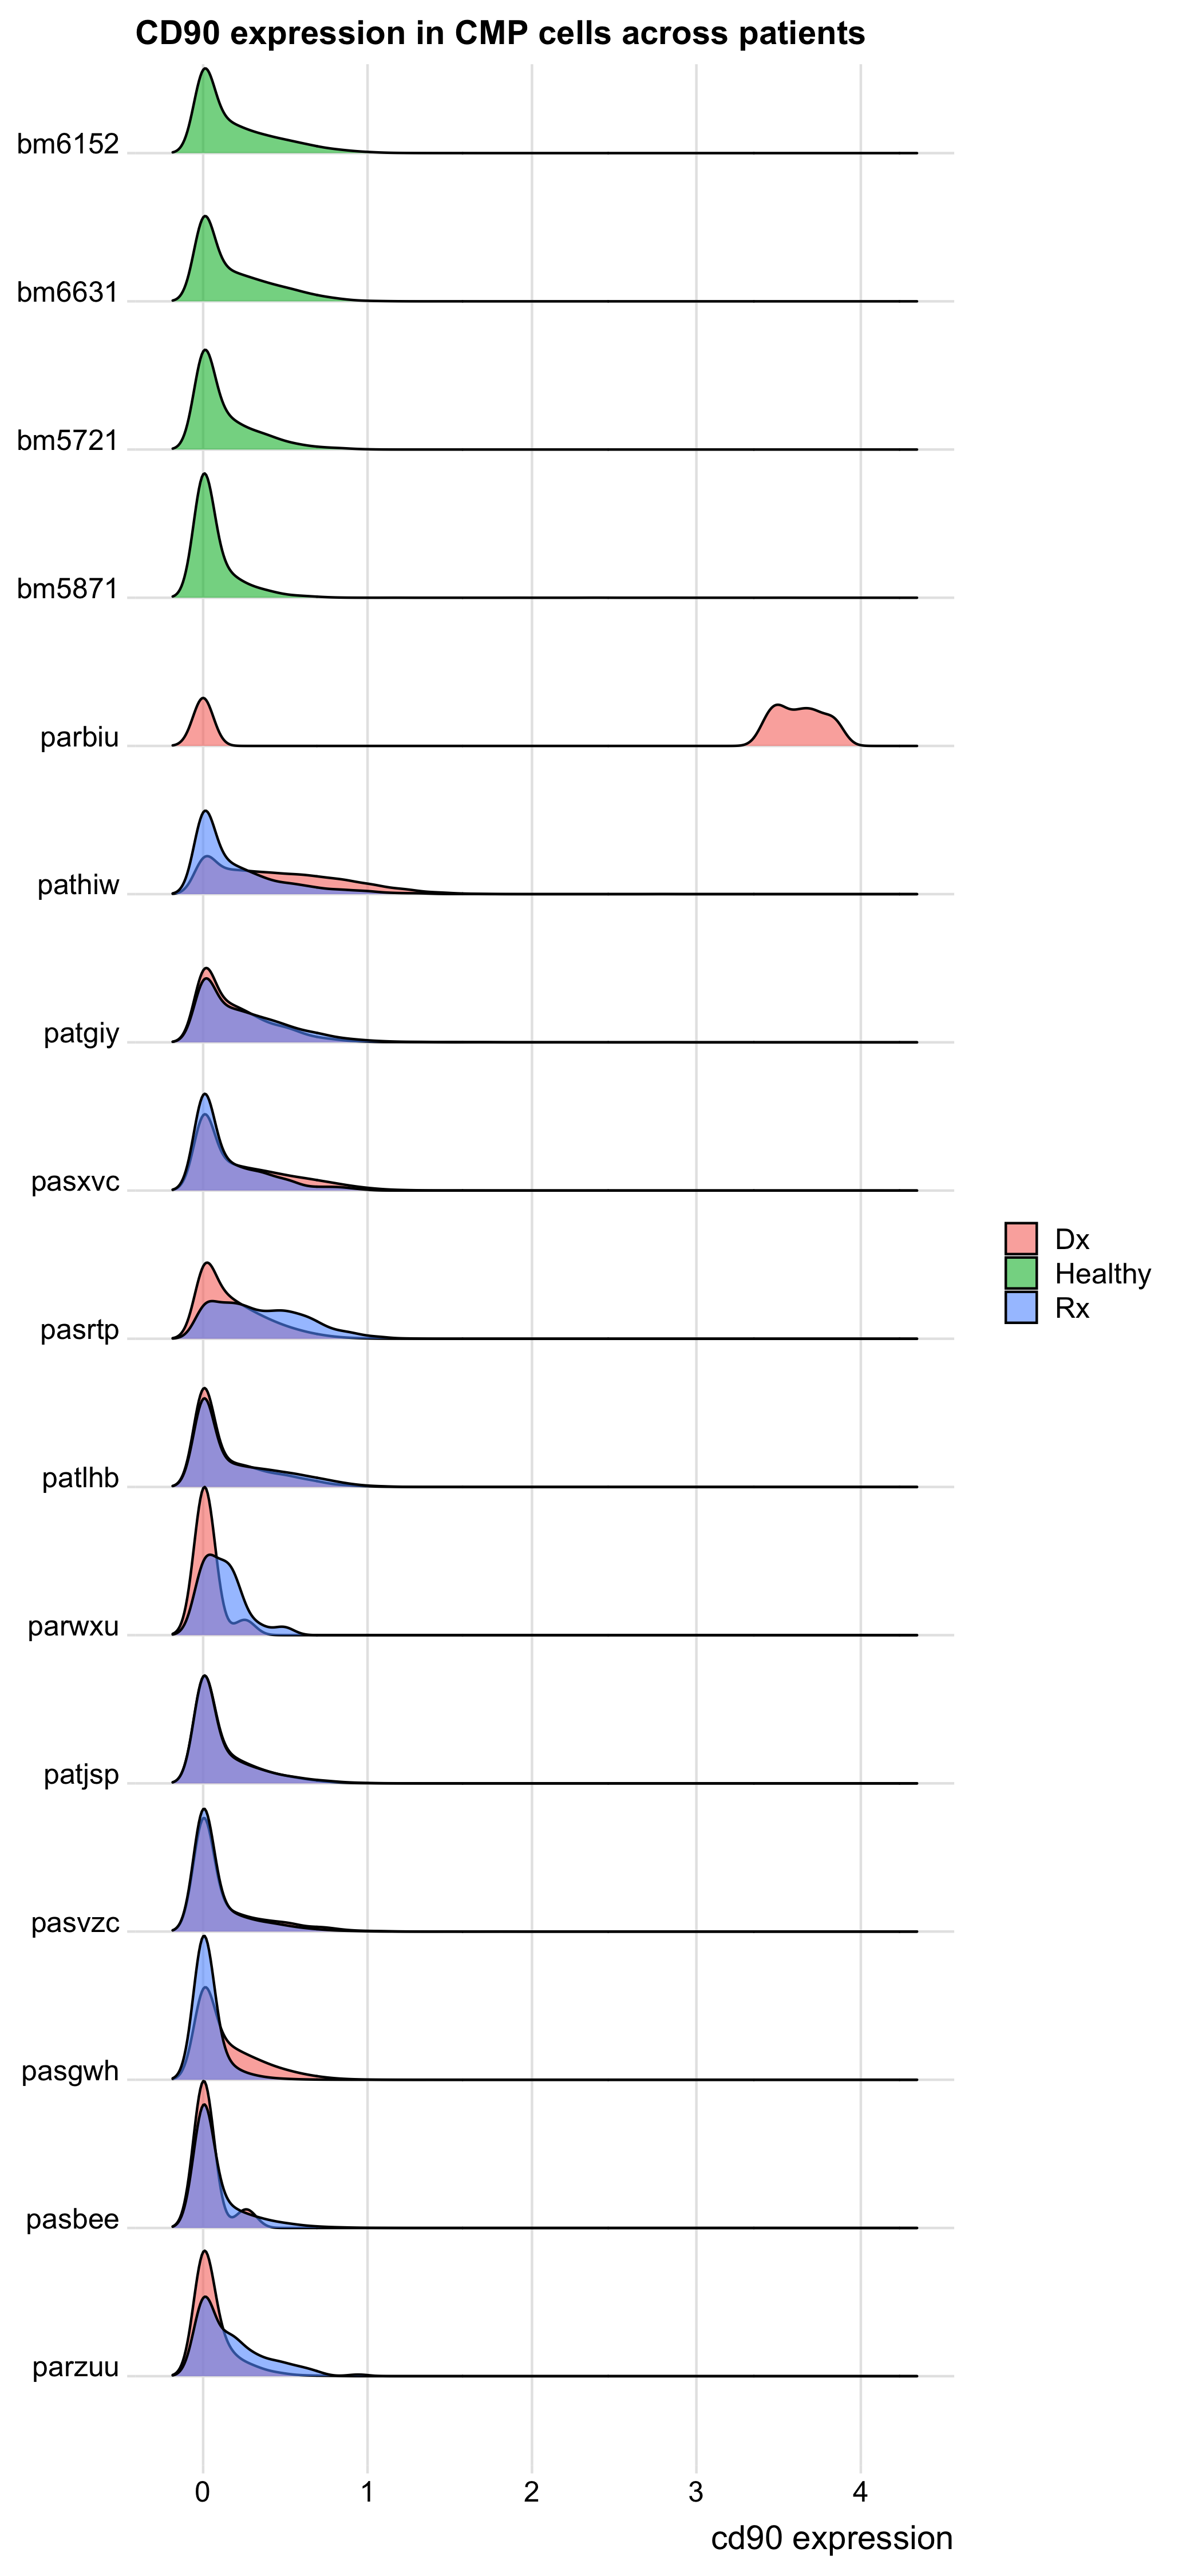 CD90 expression in CMP cells across patients
bm6152
bm6631
bm5721
bm5871
parbiu
pathiw
patgiy
pasxvc
pasrtp
patlhb
parwxu
patjsp
pasvzc
pasgwh
pasbee
parzuu
0 1 2 3 4
cd90 expression
Dx
Healthy
Rx